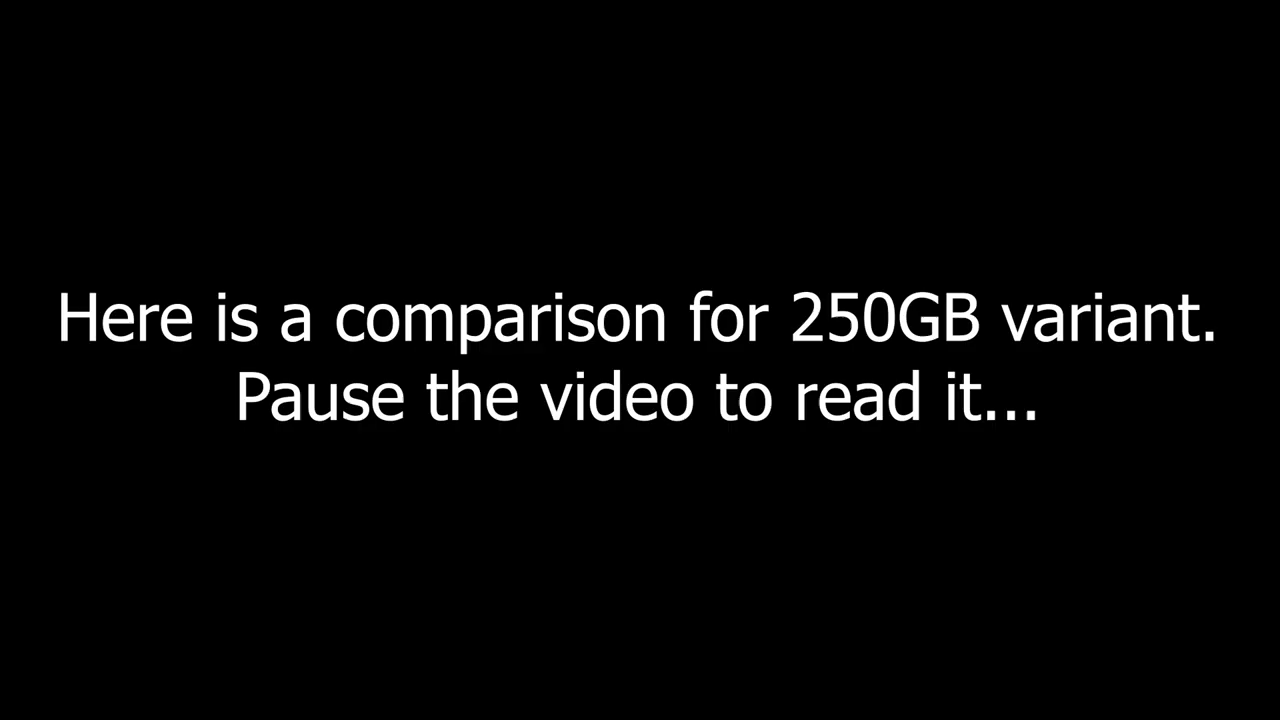 Here is a comparison for 250GB variant.
Pause the video to read it...